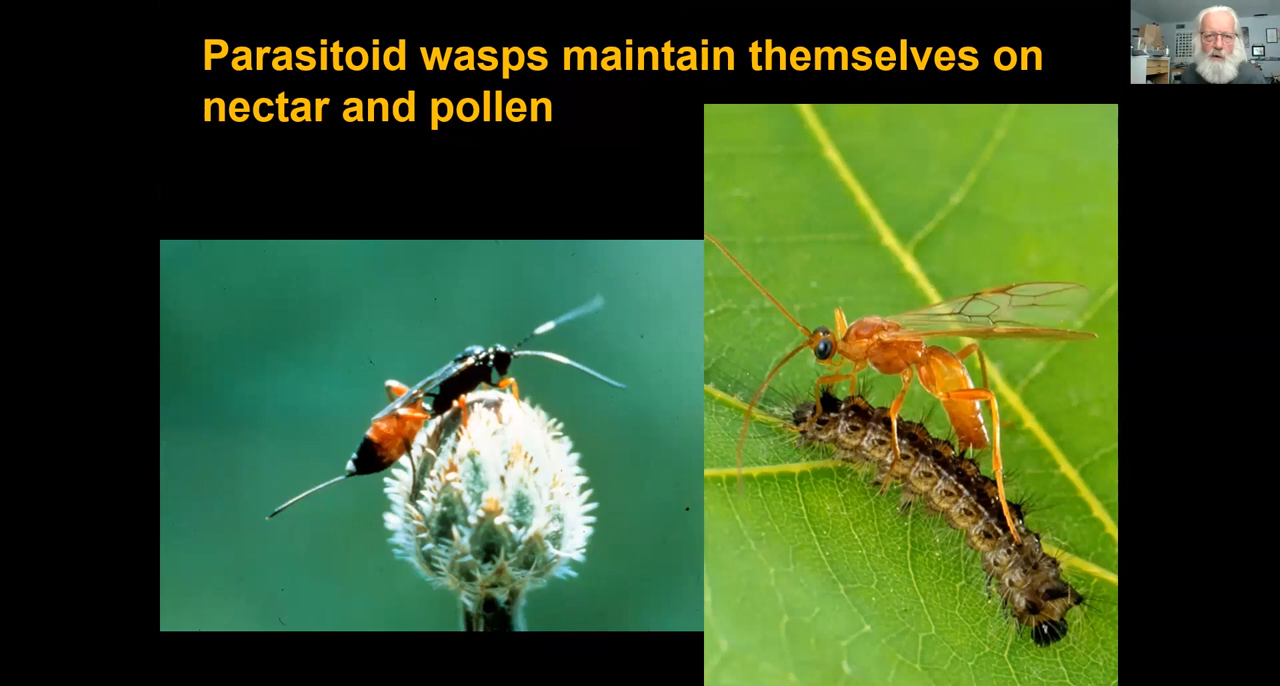 Parasitoid wasps maintain themselves on
nectar and pollen